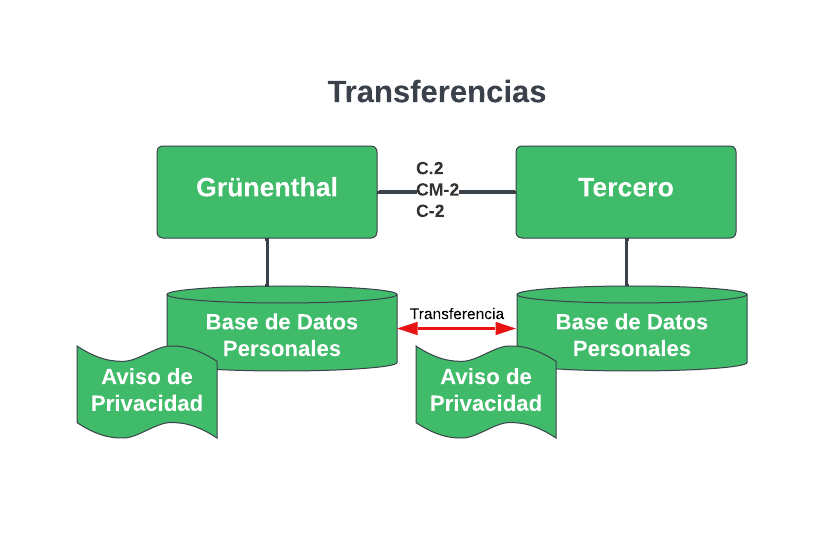 Transferencias
Grünenthal
C.2
CM-2
C-2
Tercero
Base de Datos
Personales
Transferencia
Base de Datos
Personales
Aviso de
Privacidad
Aviso de
Privacidad